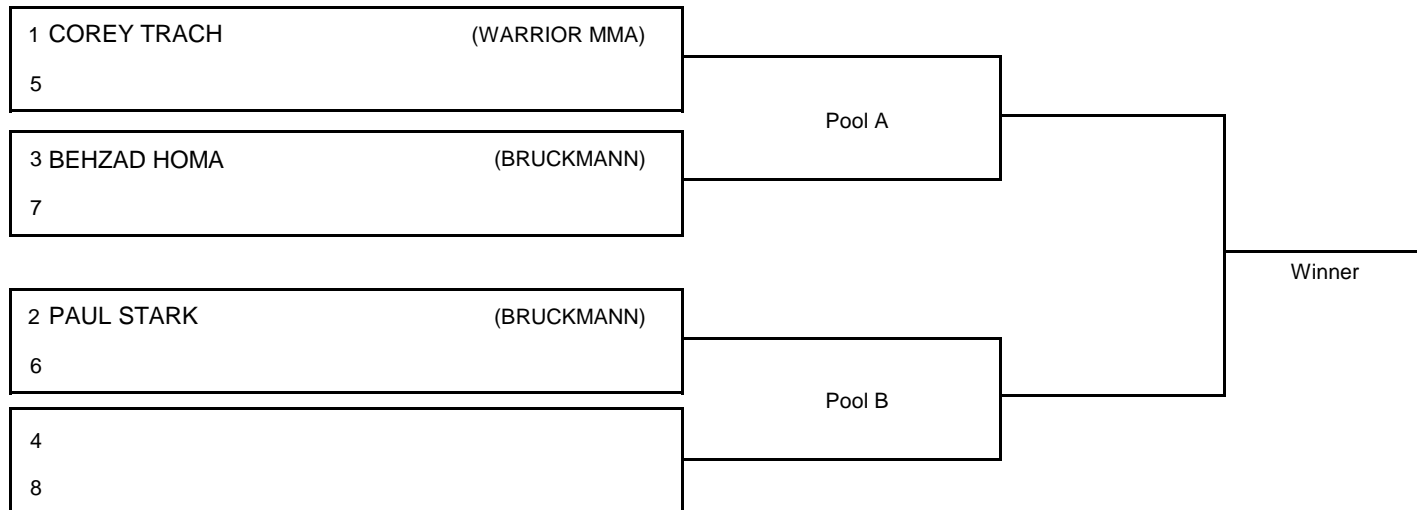 1 COREY TRACH (WARRIOR MMA)
5
Pool A
3 BEHZAD HOMA (BRUCKMANN)
7
Winner
2 PAUL STARK (BRUCKMANN)
6
Pool B
4
8